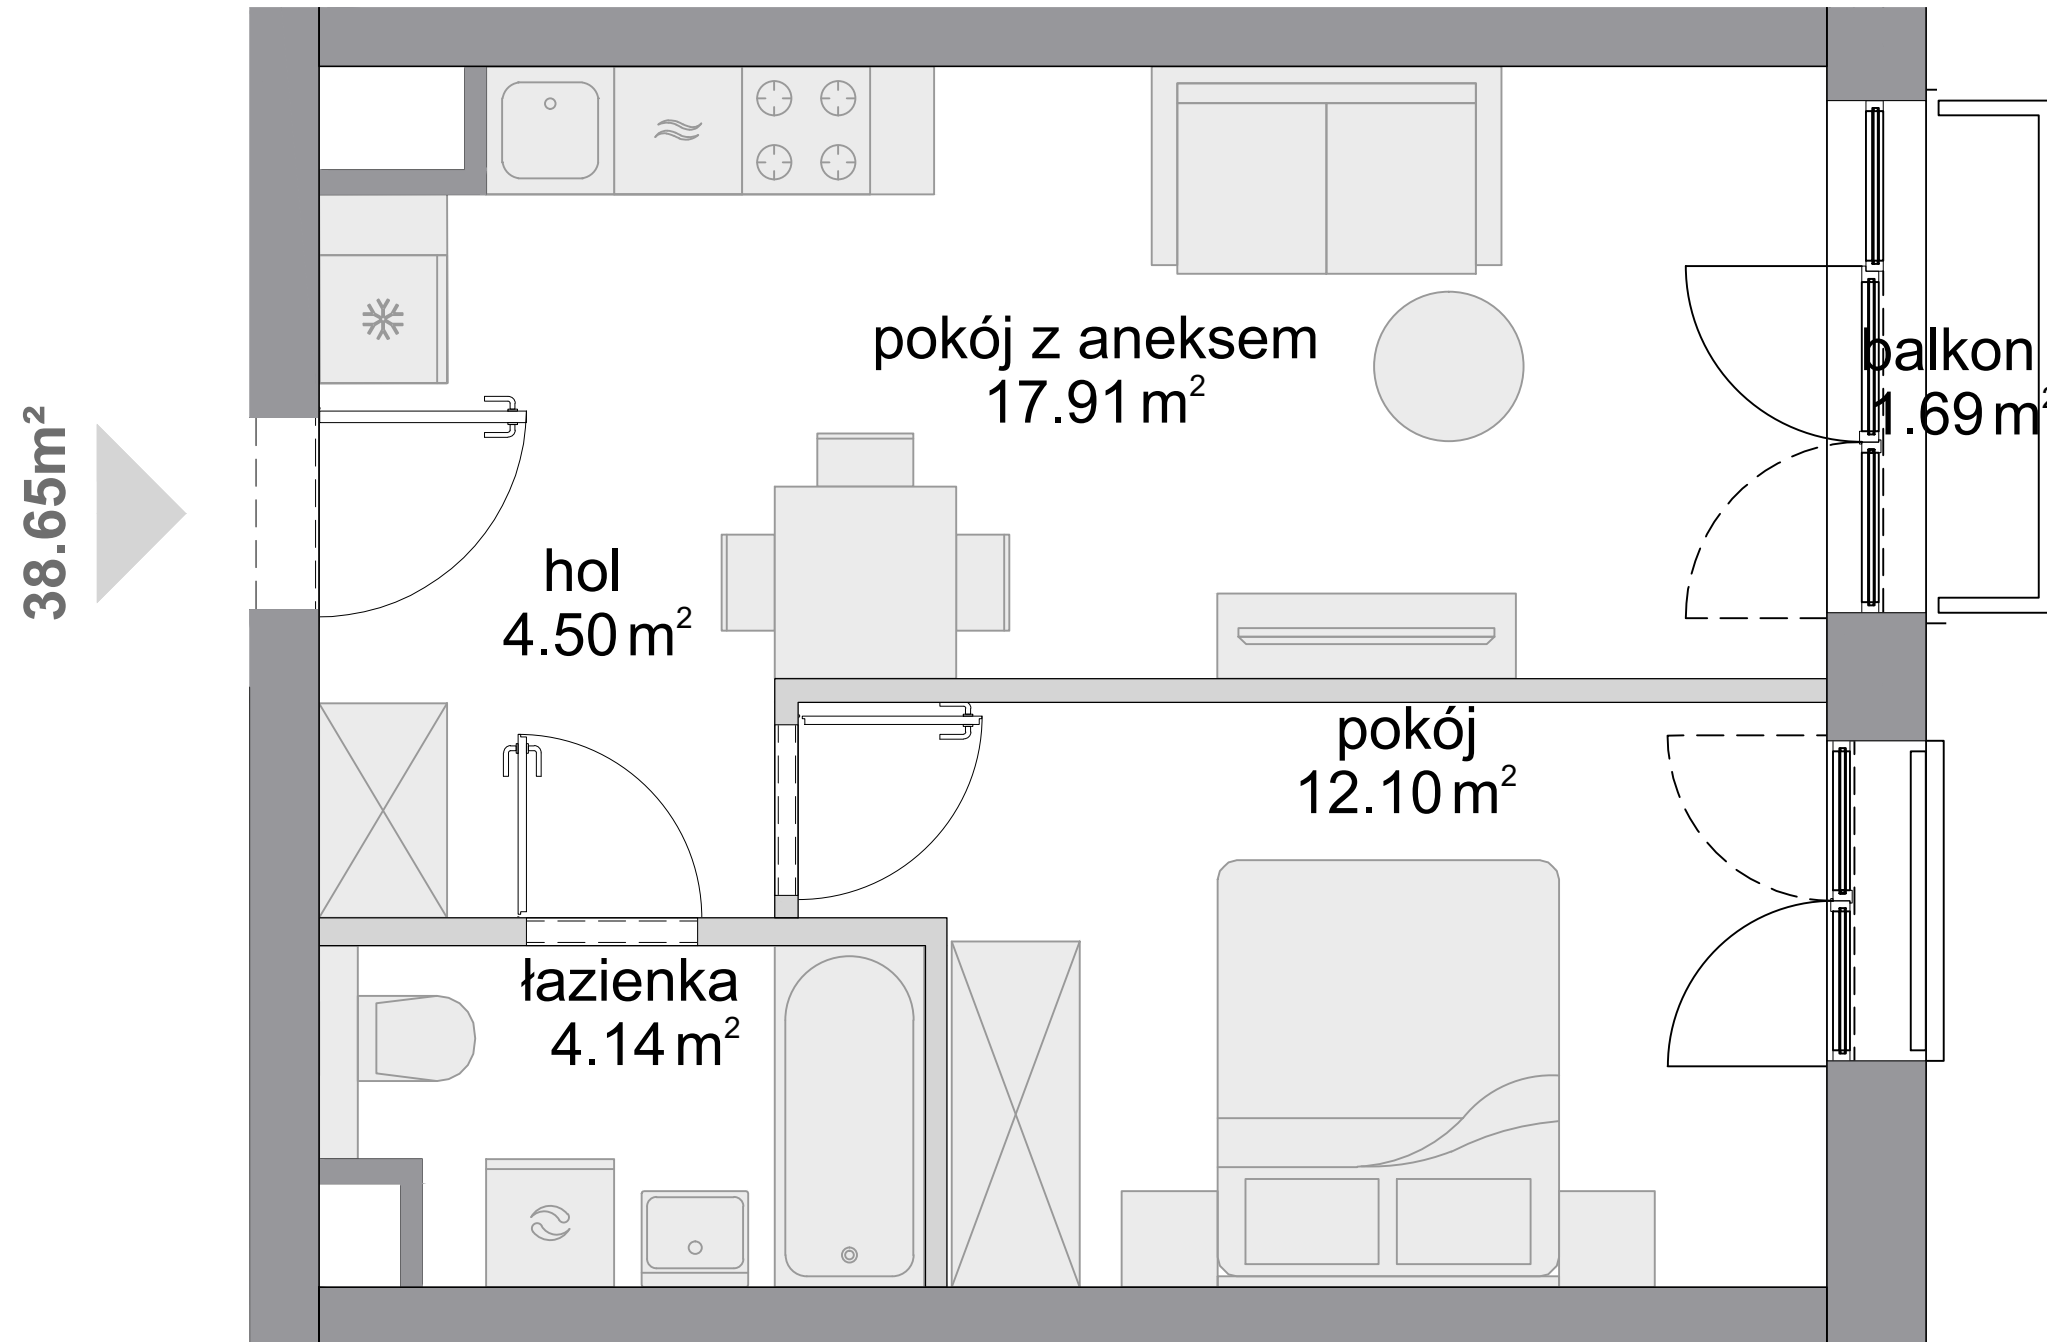 38.65m²
pokój z aneksem
17.91 m²
balkon
1.69 m²
hol
4.50 m²
pokój
12.10 m²
łazienka
4.14 m²